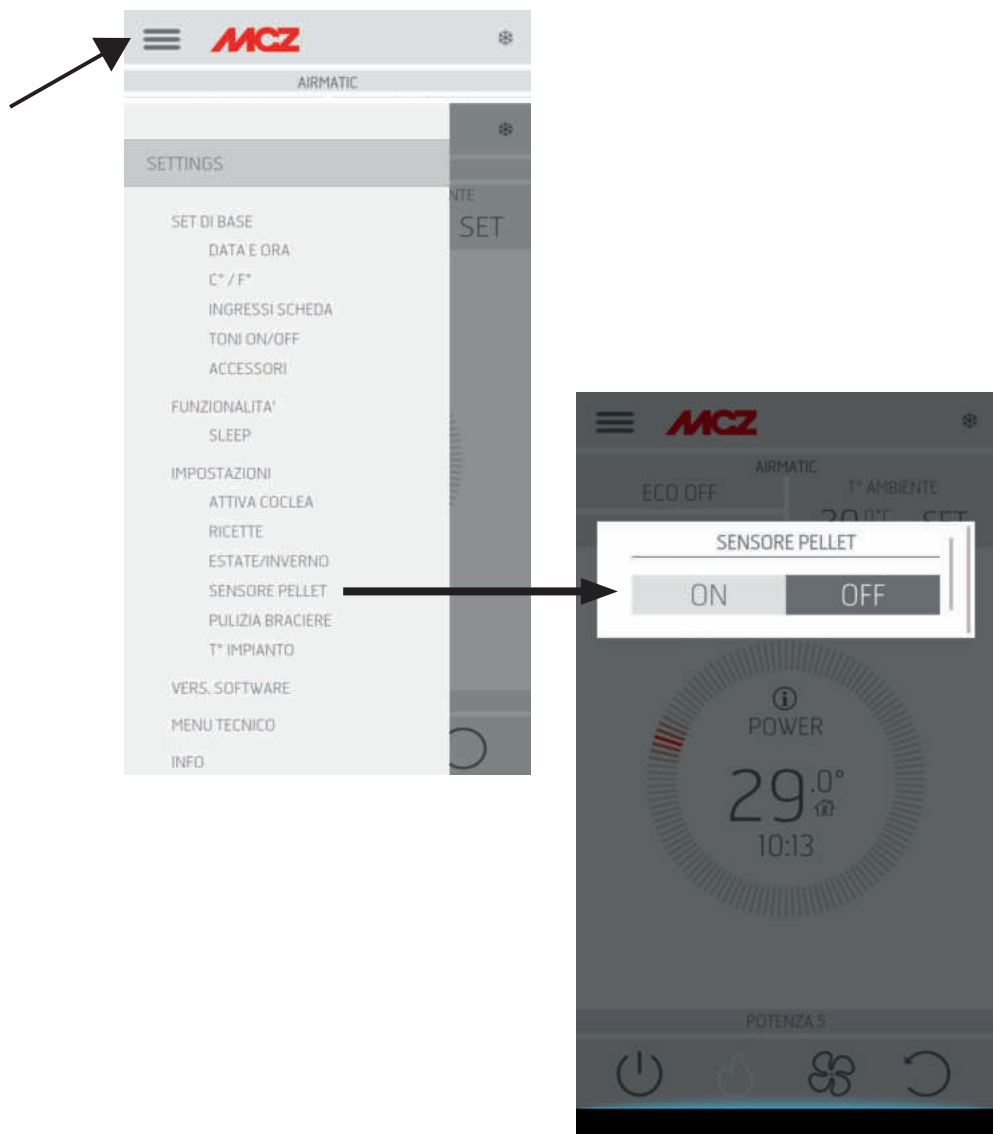 MCZ
AIRMATIC
SETTINGS
NTE
SET
SET DI BASE
DATA E ORA
C° / F°
INGRESSI SCHEDA
TONI ON/OFF
ACCESSORI
FUNZIONALITA'
SLEEP
IMPOSTAZIONI
ATTIVA COCLEA
RICETTE
ESTATE/INVERNO
SENSORE PELLET
PULIZIA BRACIERE
T° IMPIANTO
VERS. SOFTWARE
MENU TECNICO
INFO
MCZ
AIRMATIC
ECO OFF
T° AMBIENTE
SENSORE PELLET
ON OFF
POWER
29.0°
10:13
POTENZA 5